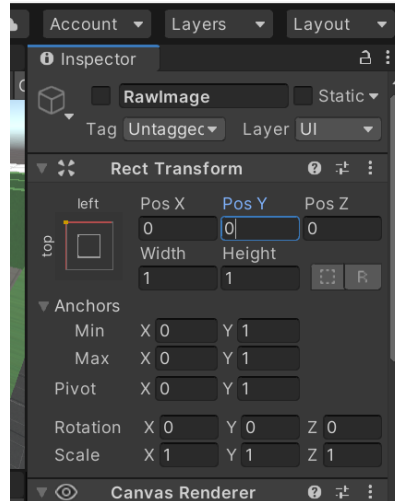 Account Layers Layout
Inspector
RawImage Static
Tag Untagged Layer UI
Rect Transform
left Pos X Pos Y Pos Z
0 0 0
top
Width Height
1 1
R
Anchors
Min X 0 Y 1
Max X 0 Y 1
Pivot X 0 Y 1
Rotation X 0 Y 0 Z 0
Scale X 1 Y 1 Z 1
Canvas Renderer